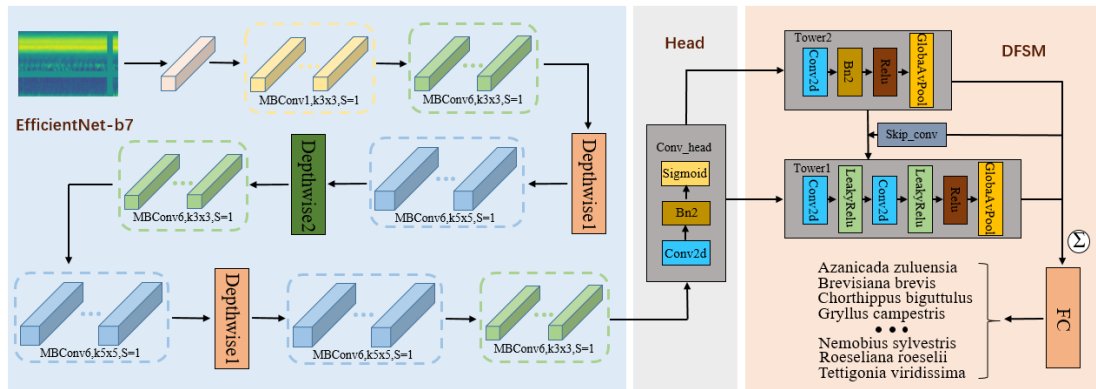 EfficientNet-b7
MBConv1,k3x3,S=1
MBConv6,k3x3,S=1
Depthwise1
MBConv6,k5x5,S=1
Depthwise2
MBConv6,k3x3,S=1
MBConv6,k5x5,S=1
Depthwise1
MBConv6,k5x5,S=1
MBConv6,k3x3,S=1
Head
Conv_head
Sigmoid
Bn2
Conv2d
DFSM
Tower2
Conv2d
Bn2
Relu
GlobaAvPool
Skip_conv
Tower1
Conv2d
LeakyRelu
Conv2d
LeakyRelu
Relu
GlobaAvPool
Σ
FC
Azanicada zuluensia
Brevisiana brevis
Chorthippus biguttulus
Gryllus campestris
•••
Nemobius sylvestris
Roeseliana roeselii
Tettigonia viridissima